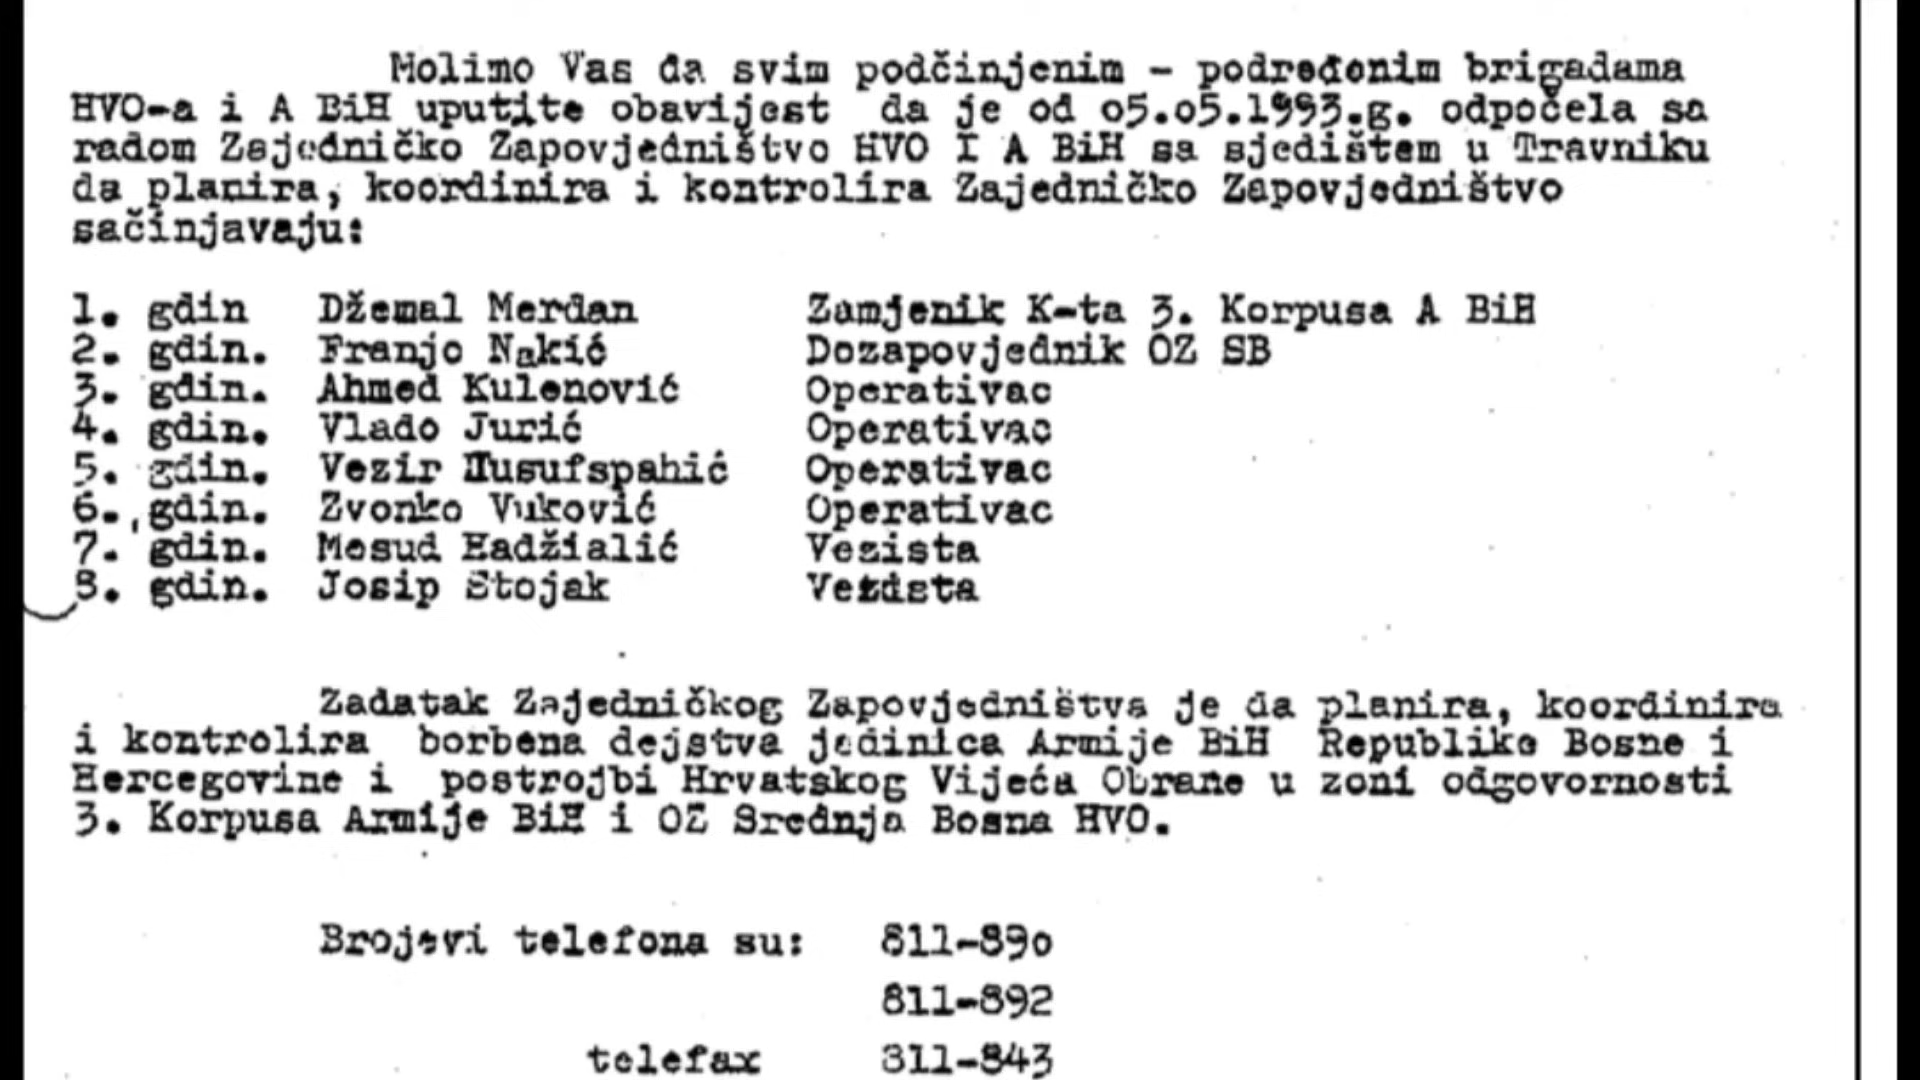 Molimo Vas da svim podčinjenim - podređenim brigadama
HVO-a i A BiH uputite obavijest da je od o5.o5.1993.g. odpočela sa
radom Zajedničko Zapovjedništvo HVO I A BiH sa sjedištem u Travniku
da planira, koordinira i kontrolira Zajedničko Zapovjedništvo
sačinjavaju:
1. gdin Džemal Merdan Zamjenik K-ta 3. Korpusa A BiH
2. gdin. Franjo Nakić Dozapovjednik OZ SB
3. gdin. Ahmed Kulenović Operativac
4. gdin. Vlado Jurić Operativac
5. gdin. Vezir Jusufspahić Operativac
6. gdin. Zvonko Vuković Operativac
7. gdin. Mesud Hadžialić Vezista
8. gdin. Josip Stojak Vezista
Zadatak Zajedničkog Zapovjedništva je da planira, koordinira
i kontrolira borbena dejstva jedinica Armije BiH Republike Bosne i
Hercegovine i postrojbi Hrvatskog Vijeća Obrane u zoni odgovornosti
3. Korpusa Armije BiH i OZ Srednja Bosna HVO.
Brojevi telefona su: 811-89o
811-892
telefax 811-843